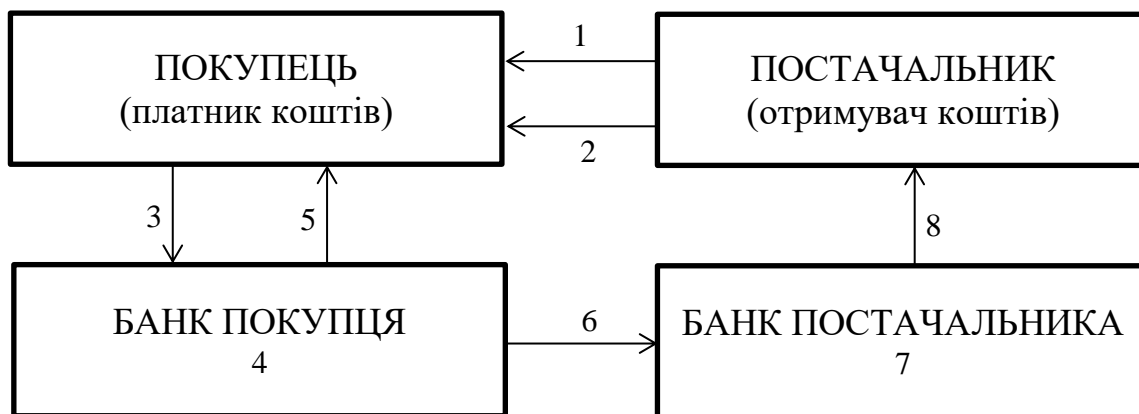 ПОКУПЕЦЬ
(платник коштів)
1
2
ПОСТАЧАЛЬНИК
(отримувач коштів)
3
5
8
БАНК ПОКУПЦЯ
4
6
БАНК ПОСТАЧАЛЬНИКА
7